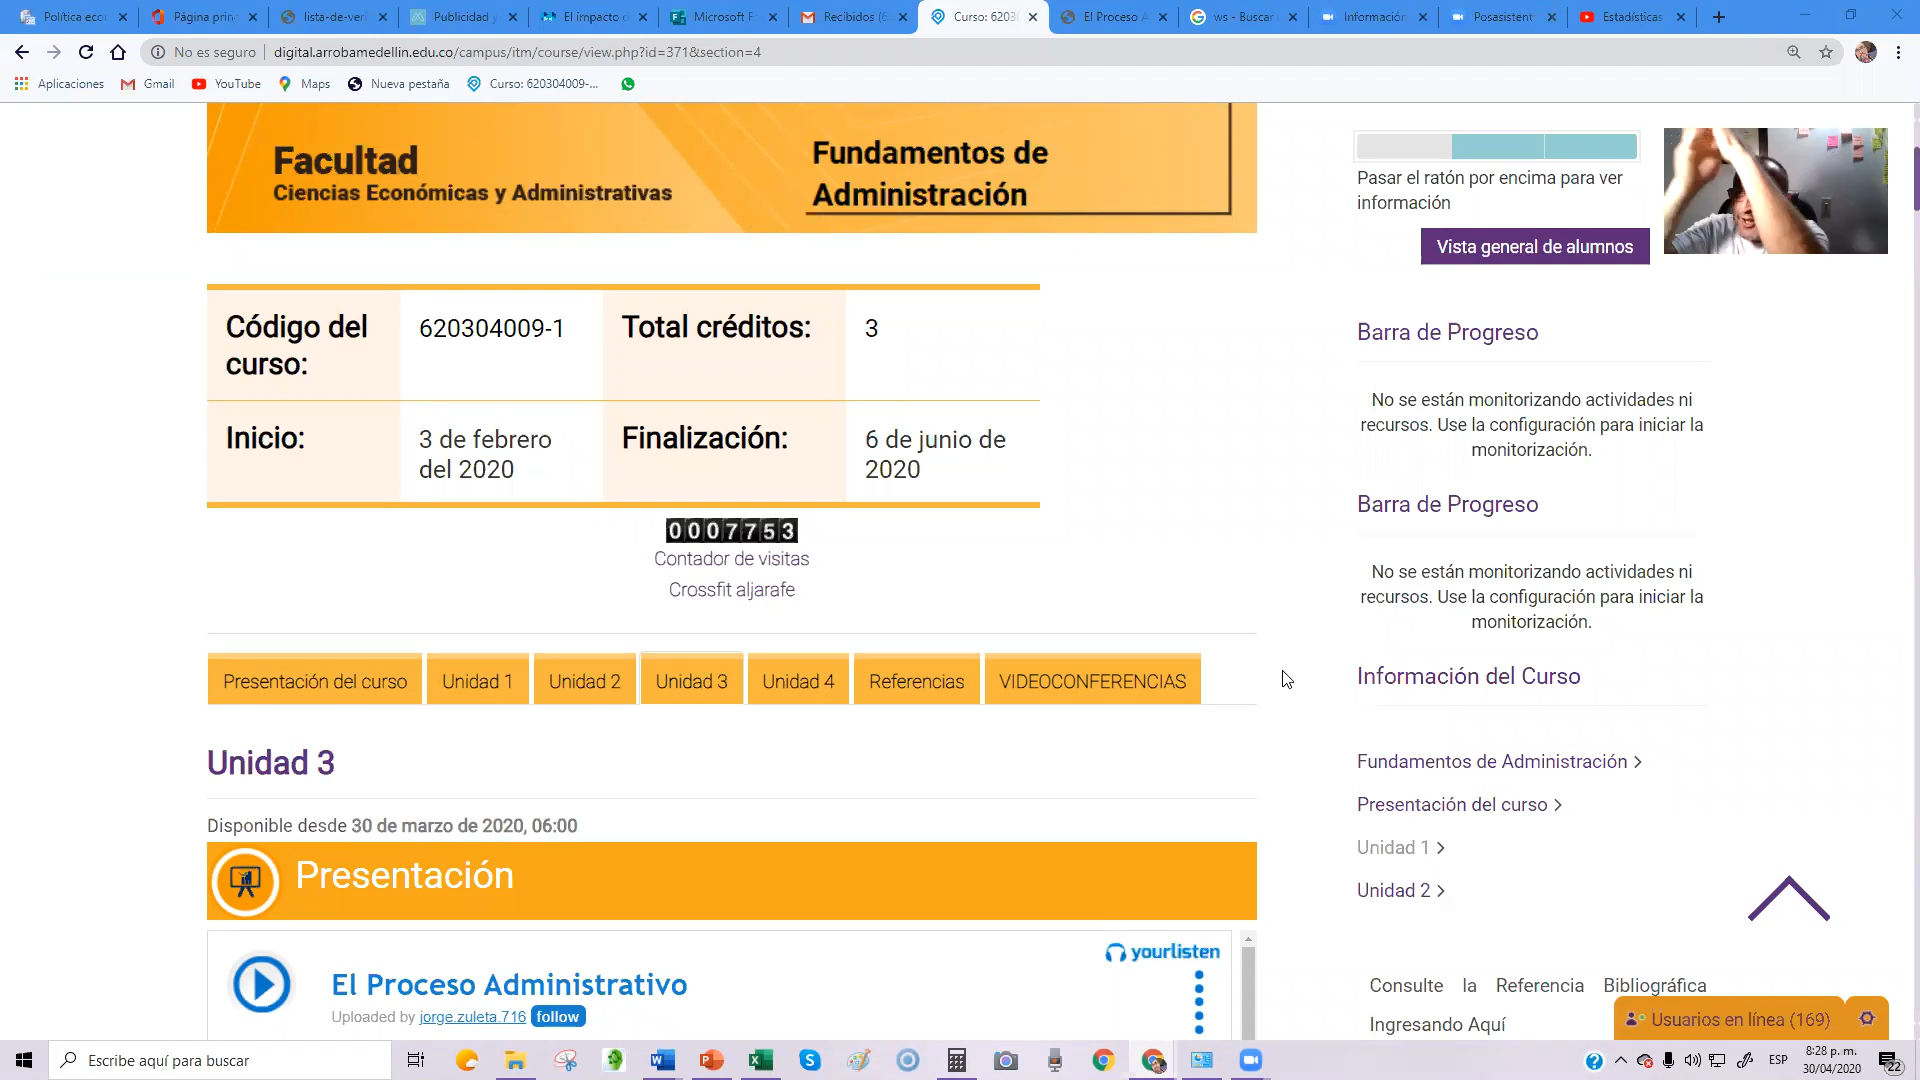 Política eco
Página prin
lista-de-veri
Publicidad y
El impacto d
Microsoft F
Recibidos (6
Curso: 6203
El Proceso A
ws - Buscar
Información
Posasistent
Estadísticas
No es seguro
digital.arrobamedellin.edu.co/campus/itm/course/view.php?id=371&section=4
Aplicaciones
Gmail
YouTube
Maps
Nueva pestaña
Curso: 620304009-...
Facultad
Ciencias Económicas y Administrativas
Fundamentos de
Administración
Pasar el ratón por encima para ver
información
Vista general de alumnos
Código del
curso:
620304009-1
Total créditos:
3
Inicio:
3 de febrero
del 2020
Finalización:
6 de junio de
2020
0007753
Contador de visitas
Crossfit aljarafe
Barra de Progreso
No se están monitorizando actividades ni
recursos. Use la configuración para iniciar la
monitorización.
Barra de Progreso
No se están monitorizando actividades ni
recursos. Use la configuración para iniciar la
monitorización.
Presentación del curso
Unidad 1
Unidad 2
Unidad 3
Unidad 4
Referencias
VIDEOCONFERENCIAS
Información del Curso
Unidad 3
Fundamentos de Administración
Presentación del curso
Unidad 1
Unidad 2
Disponible desde 30 de marzo de 2020, 06:00
Presentación
yourlisten
El Proceso Administrativo
Uploaded by jorge.zuleta.716 follow
Consulte la Referencia Bibliográfica
Ingresando Aquí
Usuarios en línea (169)
Escribe aquí para buscar
ESP
8:28 p. m.
30/04/2020
22